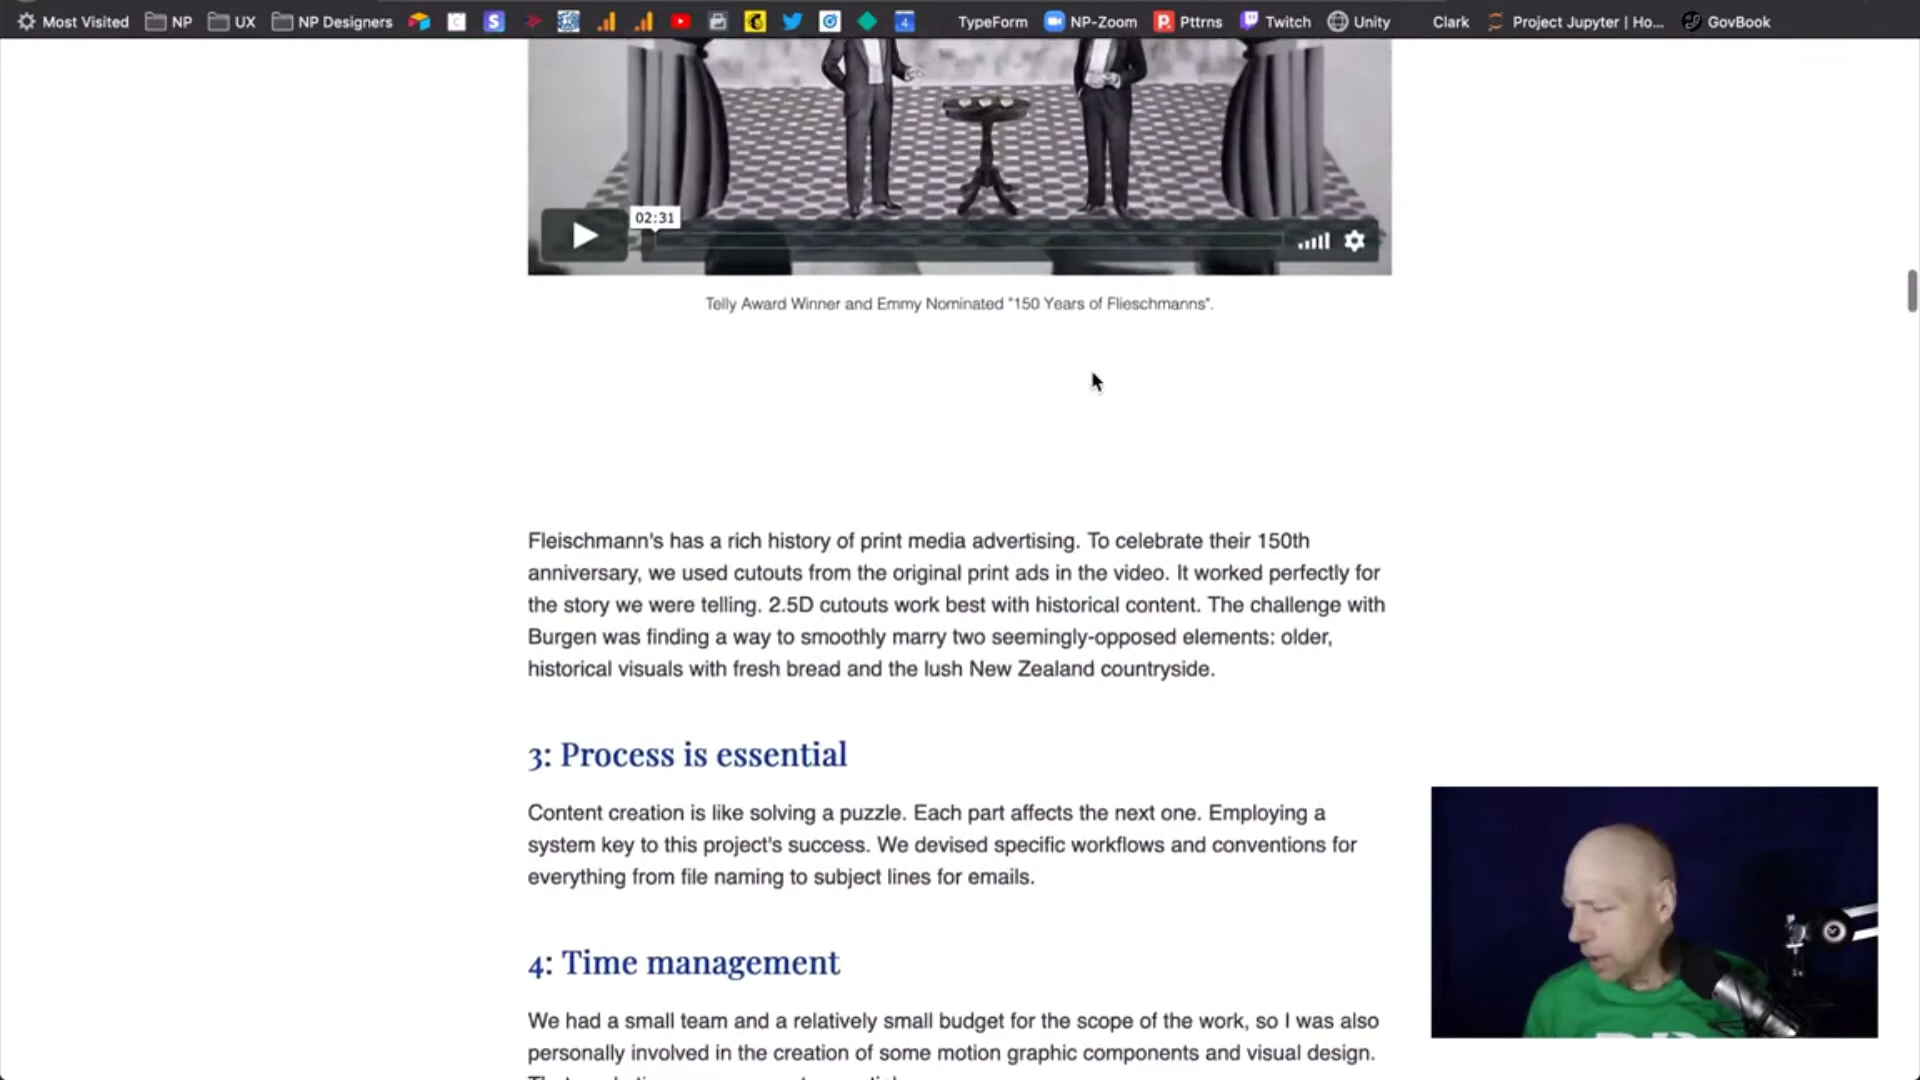 Most Visited NP UX NP Designers TypeForm NP-Zoom Pttrns Twitch Unity Clark Project Jupyter | Ho... GovBook
02:31
Telly Award Winner and Emmy Nominated "150 Years of Flieschmanns".
Fleischmann's has a rich history of print media advertising. To celebrate their 150th
anniversary, we used cutouts from the original print ads in the video. It worked perfectly for
the story we were telling. 2.5D cutouts work best with historical content. The challenge with
Burgen was finding a way to smoothly marry two seemingly-opposed elements: older,
historical visuals with fresh bread and the lush New Zealand countryside.
3: Process is essential
Content creation is like solving a puzzle. Each part affects the next one. Employing a
system key to this project's success. We devised specific workflows and conventions for
everything from file naming to subject lines for emails.
4: Time management
We had a small team and a relatively small budget for the scope of the work, so I was also
personally involved in the creation of some motion graphic components and visual design.